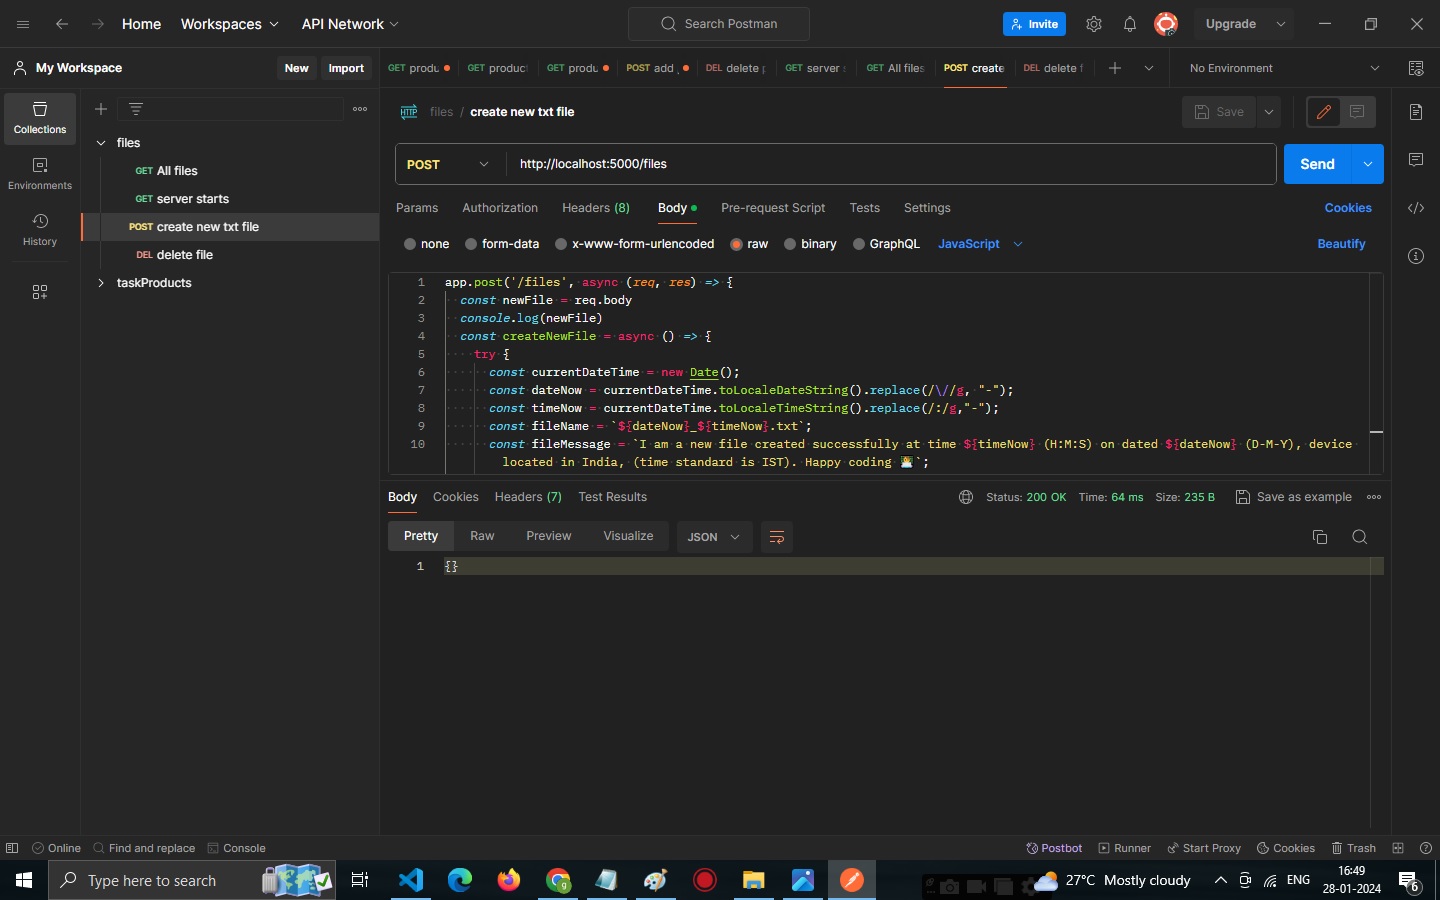 Home Workspaces API Network Search Postman Invite Upgrade
My Workspace New Import
GET produ GET produc GET produ POST add DEL delete GET server GET All files POST create DEL delete f No Environment
files / create new txt file Save
Collections
Environments
History
files
GET All files
GET server starts
POST create new txt file
DEL delete file
taskProducts
POST http://localhost:5000/files Send
Params Authorization Headers (8) Body Pre-request Script Tests Settings Cookies
none form-data x-www-form-urlencoded raw binary GraphQL JavaScript Beautify
1 app.post('/files', async (req, res) => {
2 const newFile = req.body
3 console.log(newFile)
4 const createNewFile = async () => {
5 try {
6 const currentDateTime = new Date();
7 const dateNow = currentDateTime.toLocaleDateString().replace(/\//g, "-");
8 const timeNow = currentDateTime.toLocaleTimeString().replace(/:/g,"-");
9 const fileName = `${dateNow}_${timeNow}.txt`;
10 const fileMessage = `I am a new file created successfully at time ${timeNow} (H:M:S) on dated ${dateNow} (D-M-Y), device
located in India, (time standard is IST). Happy coding 👨‍💻`;
Body Cookies Headers (7) Test Results Status: 200 OK Time: 64 ms Size: 235 B Save as example
Pretty Raw Preview Visualize JSON
1 {}
Online Find and replace Console Postbot Runner Start Proxy Cookies Trash
Type here to search 27°C Mostly cloudy ENG 16:49
28-01-2024 6